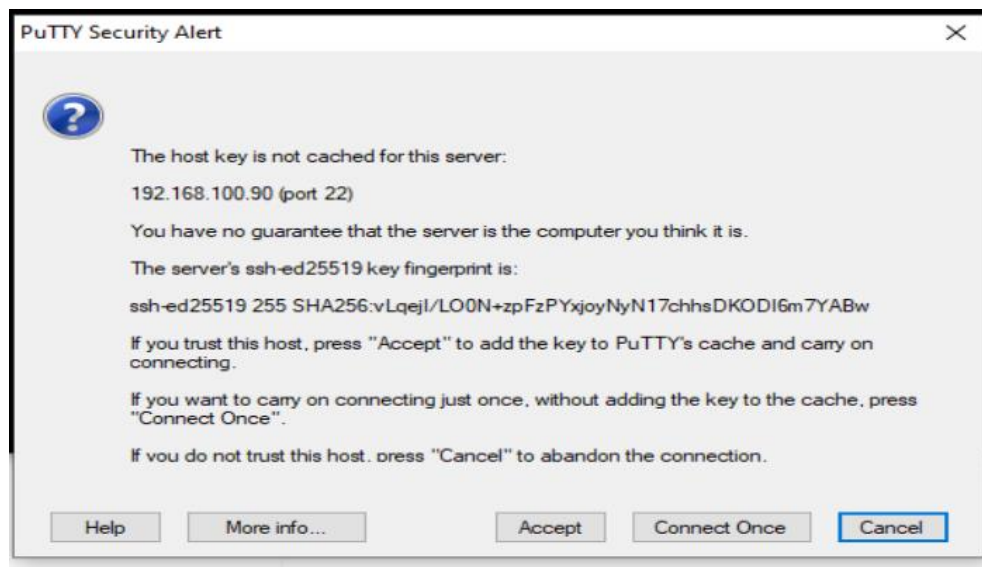 PuTTY Security Alert
The host key is not cached for this server:
192.168.100.90 (port 22)
You have no guarantee that the server is the computer you think it is.
The server's ssh-ed25519 key fingerprint is:
ssh-ed25519 255 SHA256:vLqejI/LO0N+zpFzPYxjoyNyN17chhsDKODI6m7YABw
If you trust this host, press "Accept" to add the key to PuTTY's cache and carry on
connecting.
If you want to carry on connecting just once, without adding the key to the cache, press
"Connect Once".
If you do not trust this host, press "Cancel" to abandon the connection.
Help More info... Accept Connect Once Cancel